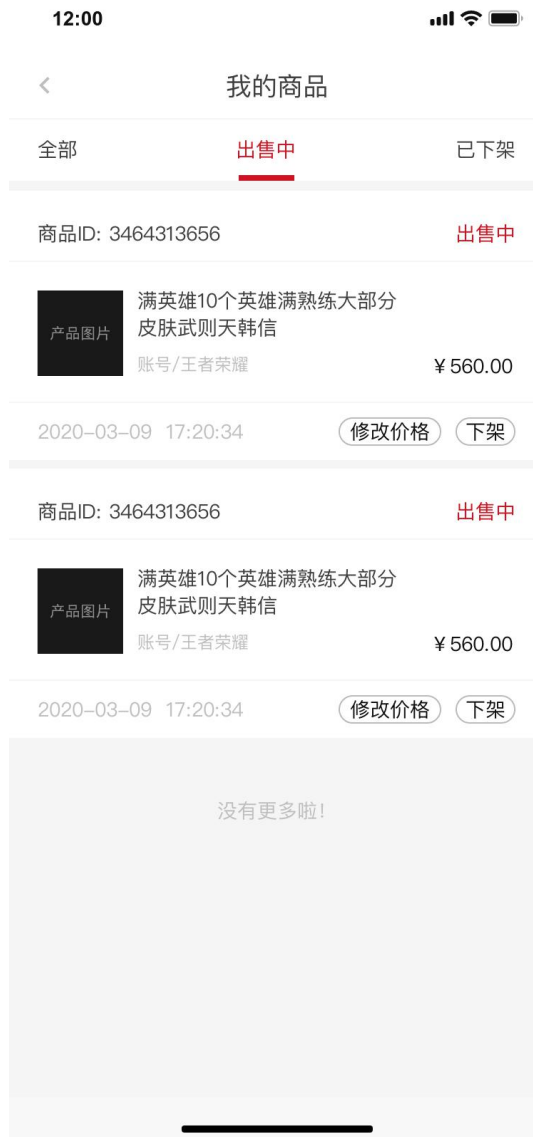 12:00
我的商品
全部 出售中 已下架
商品ID: 3464313656 出售中
产品图片
满英雄10个英雄满熟练大部分
皮肤武则天韩信
账号/王者荣耀
¥560.00
2020-03-09 17:20:34 修改价格 下架
商品ID: 3464313656 出售中
产品图片
满英雄10个英雄满熟练大部分
皮肤武则天韩信
账号/王者荣耀
¥560.00
2020-03-09 17:20:34 修改价格 下架
没有更多啦!